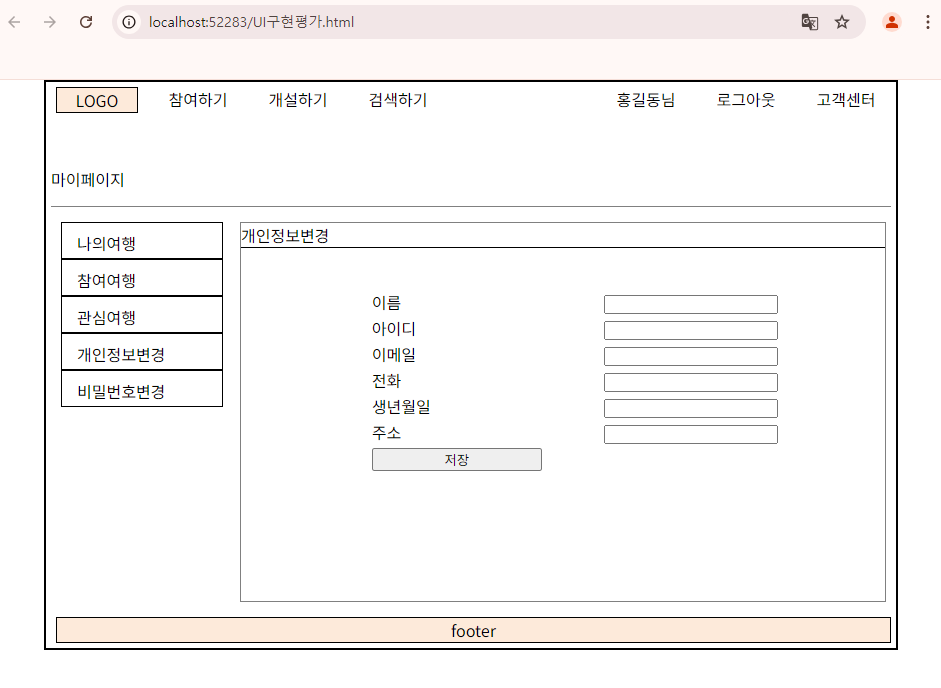 localhost:52283/UI구현평가.html
LOGO 참여하기 개설하기 검색하기 홍길동님 로그아웃 고객센터
마이페이지
나의여행
참여여행
관심여행
개인정보변경
비밀번호변경
개인정보변경
이름
아이디
이메일
전화
생년월일
주소
저장
footer